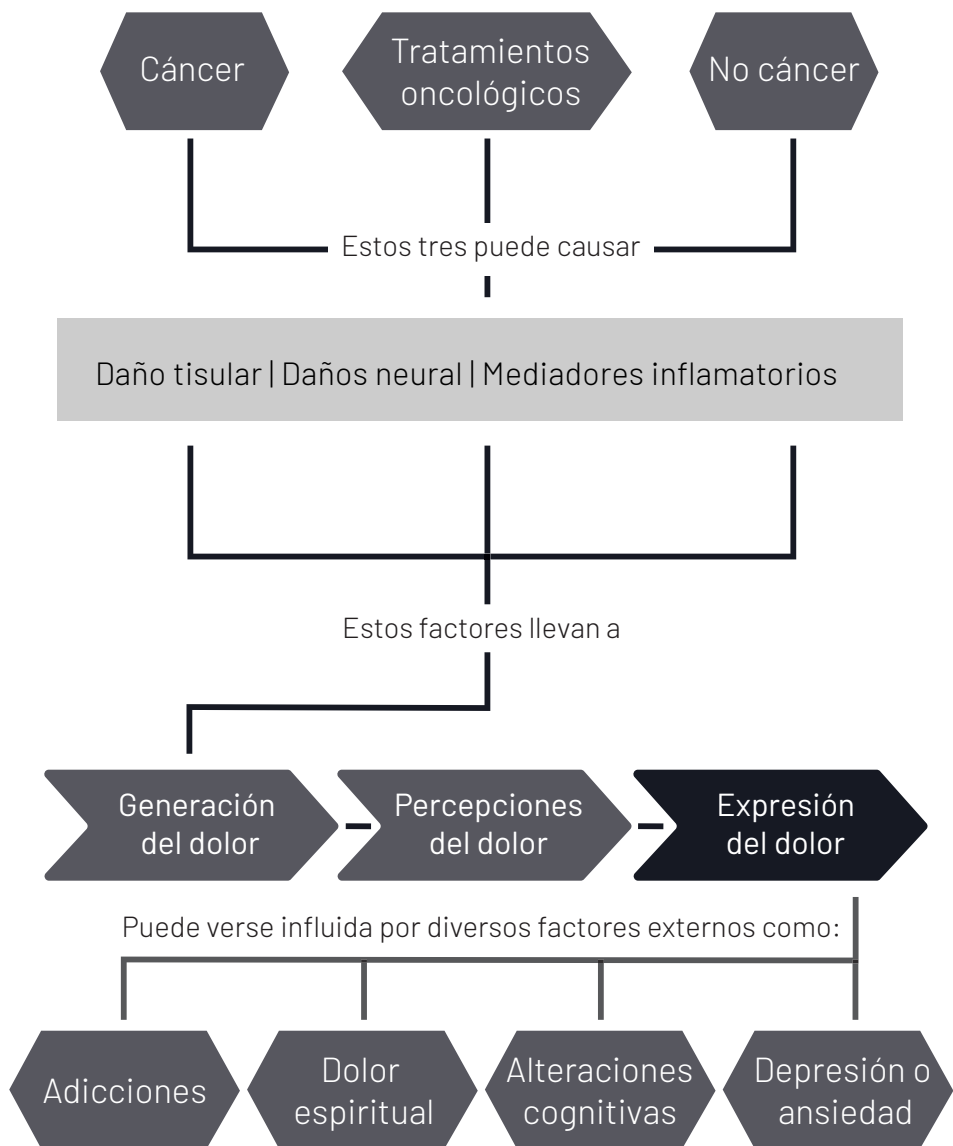 Cáncer
Tratamientos
oncológicos
No cáncer
Estos tres puede causar
Daño tisular | Daños neural | Mediadores inflamatorios
Estos factores llevan a
Generación
del dolor
Percepciones
del dolor
Expresión
del dolor
Puede verse influida por diversos factores externos como:
Adicciones
Dolor
espiritual
Alteraciones
cognitivas
Depresión o
ansiedad